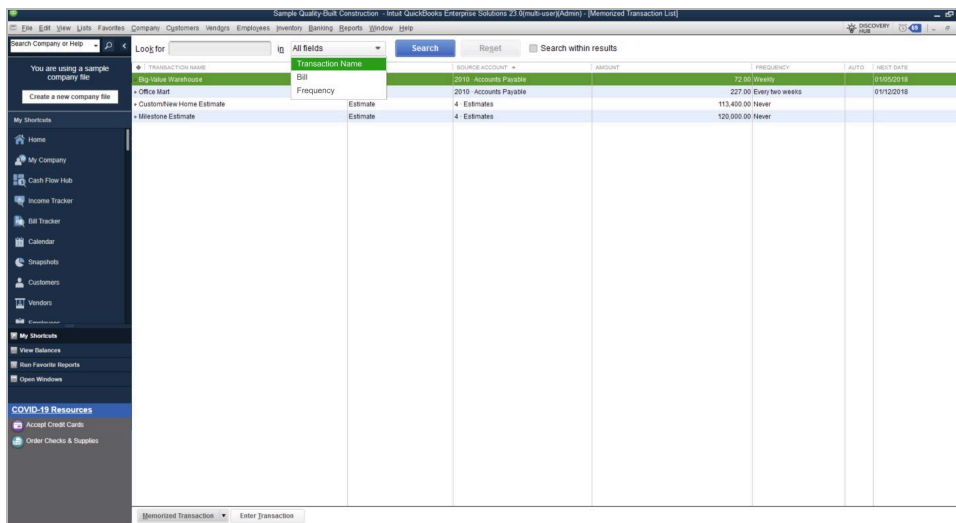 Sample Quality-Built Construction - Intuit QuickBooks Enterprise Solutions 23.0(multi-user)(Admin) - [Memorized Transaction List]
File Edit View Lists Favorites Company Customers Vendors Employees Inventory Banking Reports Window Help
DISCOVERY HUB 69
Search Company or Help
Look for in All fields Search Reset Search within results
Transaction Name
Bill
Frequency
You are using a sample company file
Create a new company file
TRANSACTION NAME SOURCE ACCOUNT AMOUNT FREQUENCY AUTO NEXT DATE
Big-Value Warehouse 2010 · Accounts Payable 72.00 Weekly 01/05/2018
Office Mart 2010 · Accounts Payable 227.00 Every two weeks 01/12/2018
Custom/New Home Estimate Estimate 4 · Estimates 113,400.00 Never
Milestone Estimate Estimate 4 · Estimates 120,000.00 Never
My Shortcuts
Home
My Company
Cash Flow Hub
Income Tracker
Bill Tracker
Calendar
Snapshots
Customers
Vendors
Employees
My Shortcuts
View Balances
Run Favorite Reports
Open Windows
COVID-19 Resources
Accept Credit Cards
Order Checks & Supplies
Memorized Transaction Enter Transaction